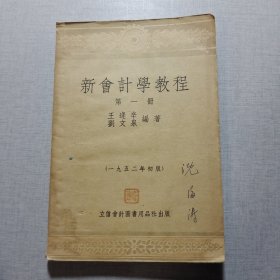 新會計學教程
第一冊
王逢辛
劉文泉
編著
(一九五二年初版)
立信會計圖書用品社出版